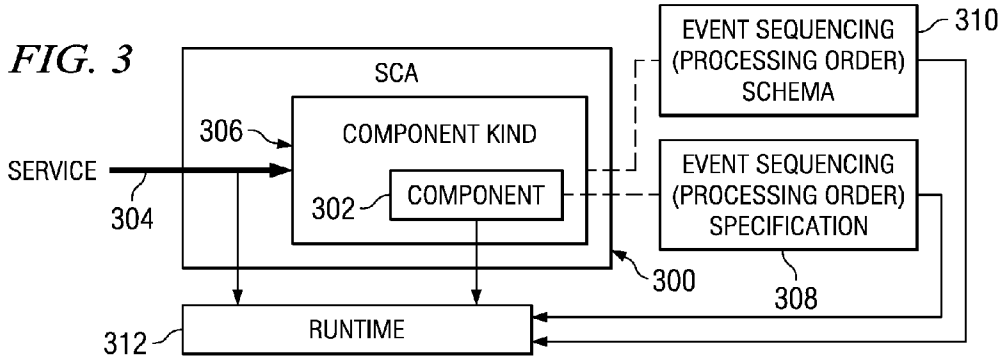 FIG. 3
SCA
306
COMPONENT KIND
SERVICE
304
302
COMPONENT
EVENT SEQUENCING
(PROCESSING ORDER)
SCHEMA
310
EVENT SEQUENCING
(PROCESSING ORDER)
SPECIFICATION
300
308
312
RUNTIME